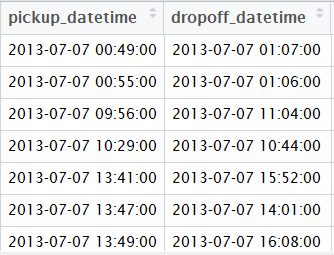 pickup_datetime dropoff_datetime
2013-07-07 00:49:00 2013-07-07 01:07:00
2013-07-07 00:55:00 2013-07-07 01:06:00
2013-07-07 09:56:00 2013-07-07 11:04:00
2013-07-07 10:29:00 2013-07-07 10:44:00
2013-07-07 13:41:00 2013-07-07 15:52:00
2013-07-07 13:47:00 2013-07-07 14:01:00
2013-07-07 13:49:00 2013-07-07 16:08:00